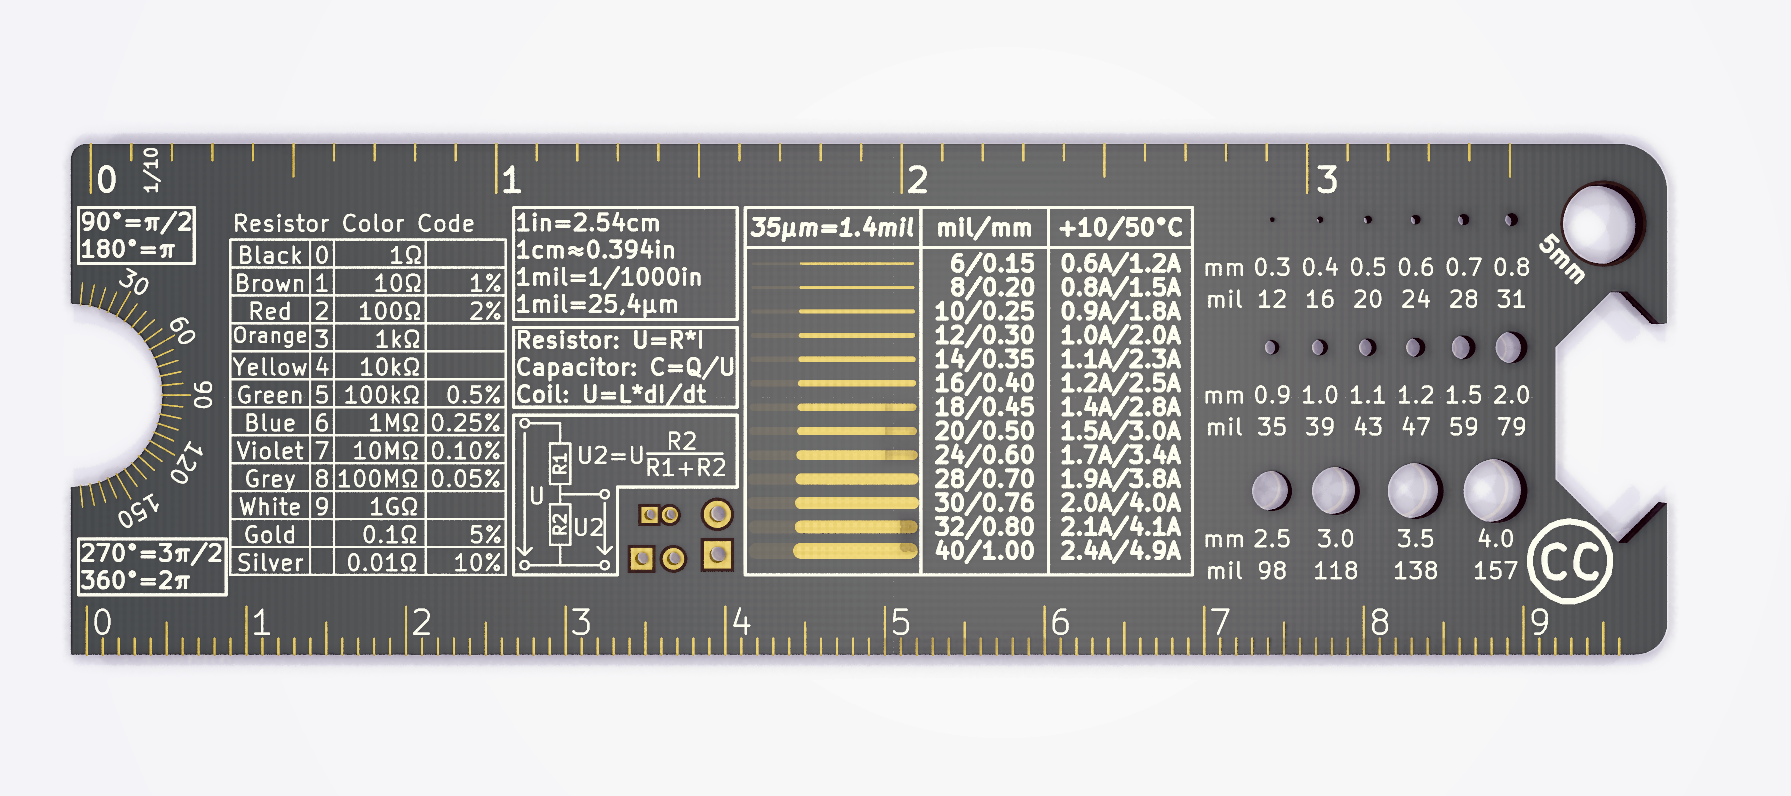 0 1 2 3
1/10
90°=π/2
180°=π
30
60
90
120
150
270°=3π/2
360°=2π
Resistor Color Code
Black 0 1Ω
Brown 1 10Ω 1%
Red 2 100Ω 2%
Orange 3 1kΩ
Yellow 4 10kΩ
Green 5 100kΩ 0.5%
Blue 6 1MΩ 0.25%
Violet 7 10MΩ 0.10%
Grey 8 100MΩ 0.05%
White 9 1GΩ
Gold 0.1Ω 5%
Silver 0.01Ω 10%
1in=2.54cm
1cm≈0.394in
1mil=1/1000in
1mil=25,4µm
Resistor: U=R*I
Capacitor: C=Q/U
Coil: U=L*dI/dt
U2=U R2
R1+R2
R1
U
R2
U2
35µm=1.4mil mil/mm +10/50°C
6/0.15 0.6A/1.2A
8/0.20 0.8A/1.5A
10/0.25 0.9A/1.8A
12/0.30 1.0A/2.0A
14/0.35 1.1A/2.3A
16/0.40 1.2A/2.5A
18/0.45 1.4A/2.8A
20/0.50 1.5A/3.0A
24/0.60 1.7A/3.4A
28/0.70 1.9A/3.8A
30/0.76 2.0A/4.0A
32/0.80 2.1A/4.1A
40/1.00 2.4A/4.9A
mm 0.3 0.4 0.5 0.6 0.7 0.8
mil 12 16 20 24 28 31
mm 0.9 1.0 1.1 1.2 1.5 2.0
mil 35 39 43 47 59 79
mm 2.5 3.0 3.5 4.0
mil 98 118 138 157
5mm
CC
0 1 2 3 4 5 6 7 8 9